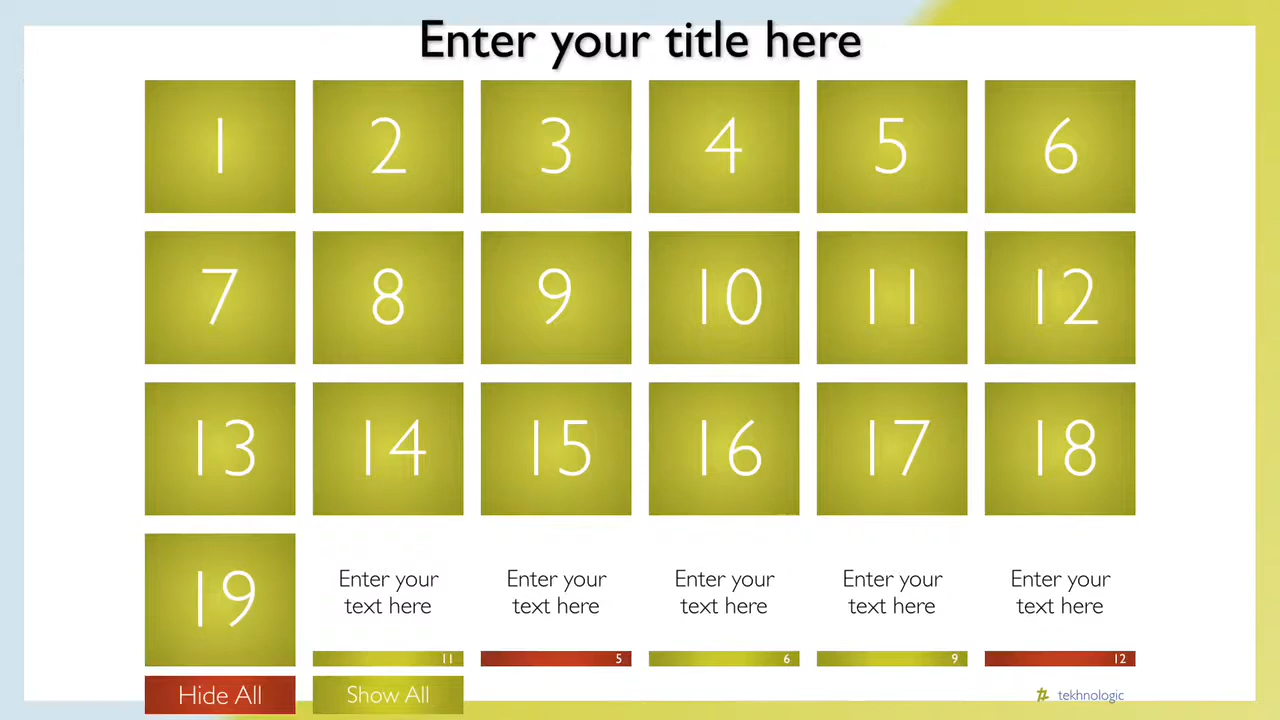 Enter your title here
1 2 3 4 5 6
7 8 9 10 11 12
13 14 15 16 17 18
19
Enter your
text here
11
Enter your
text here
5
Enter your
text here
6
Enter your
text here
9
Enter your
text here
12
Hide All
Show All
tekhnologic